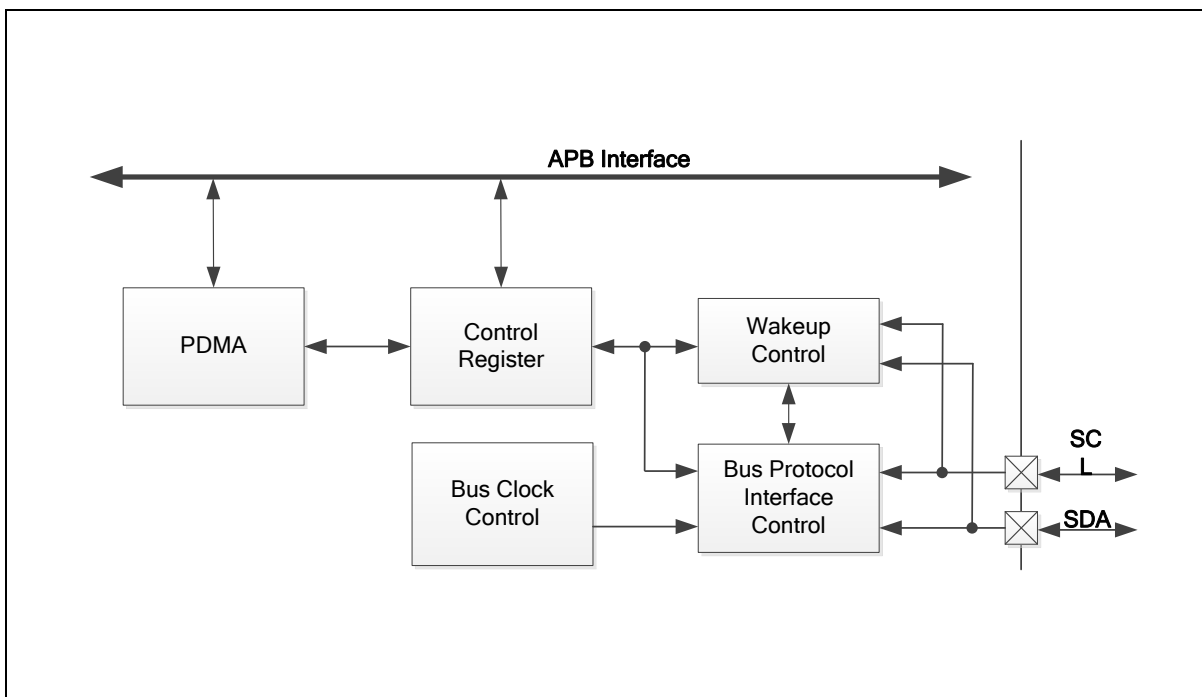 APB Interface
PDMA
Control
Register
Wakeup
Control
Bus Clock
Control
Bus Protocol
Interface
Control
SC
L
SDA